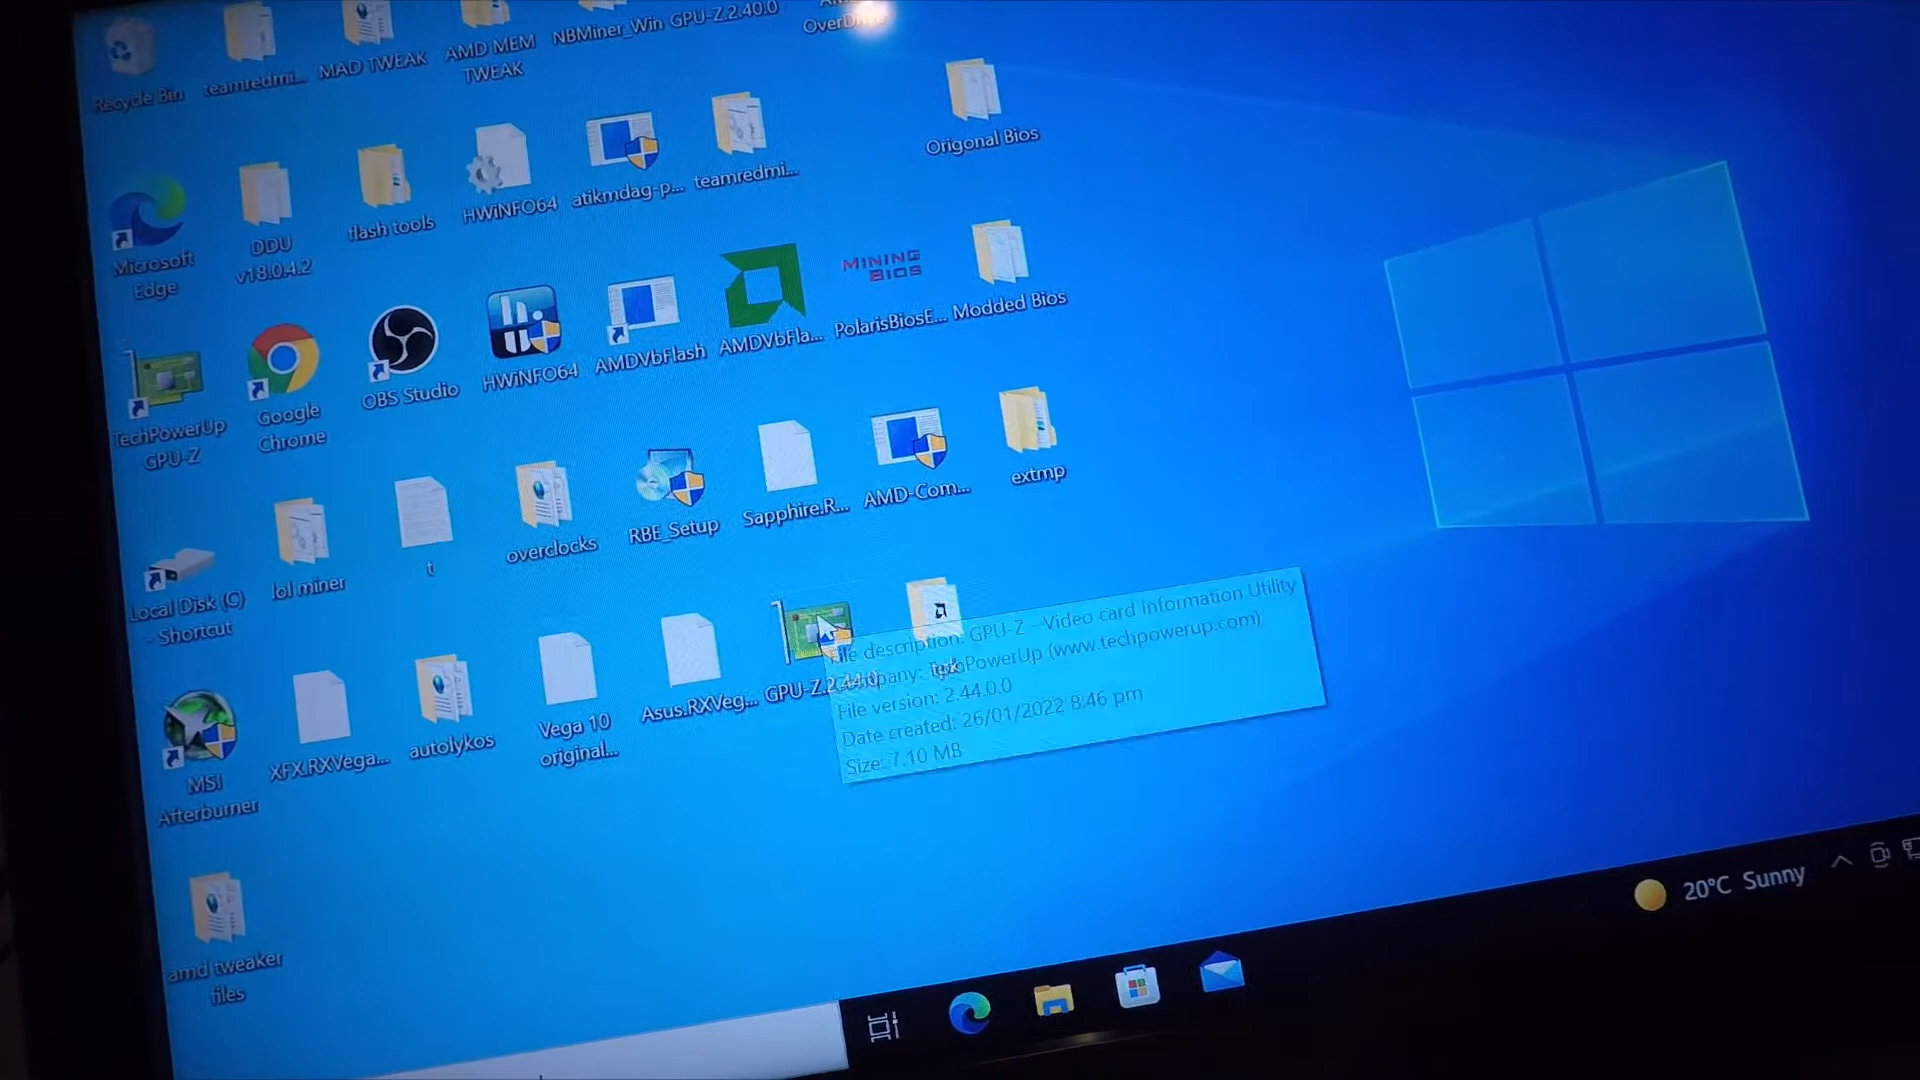 Recycle Bin
teamredmi...
MAD TWEAK
AMD MEM
TWEAK
NBMiner_Win
GPU-Z.2.40.0
Microsoft
Edge
DDU
v18.0.4.2
flash tools
HWiNFO64
atikmdag-p...
teamredmi...
Origonal Bios
TechPowerUp
GPU-Z
Google
Chrome
OBS Studio
HWiNFO64
AMDVbFlash
AMDVbFla...
MINING
BIOS
PolarisBiosE...
Modded Bios
Local Disk (C)
- Shortcut
lol miner
t
overclocks
RBE_Setup
Sapphire.R...
AMD-Com...
extmp
MSI
Afterburner
XFX.RXVega...
autolykos
Vega 10
original...
Asus.RXVeg...
GPU-Z.2.44.0
File description: GPU-Z - Video card Information Utility
Company: TechPowerUp (www.techpowerup.com)
File version: 2.44.0.0
Date created: 26/01/2022 8:46 pm
Size: 7.10 MB
amd tweaker
files
20°C Sunny